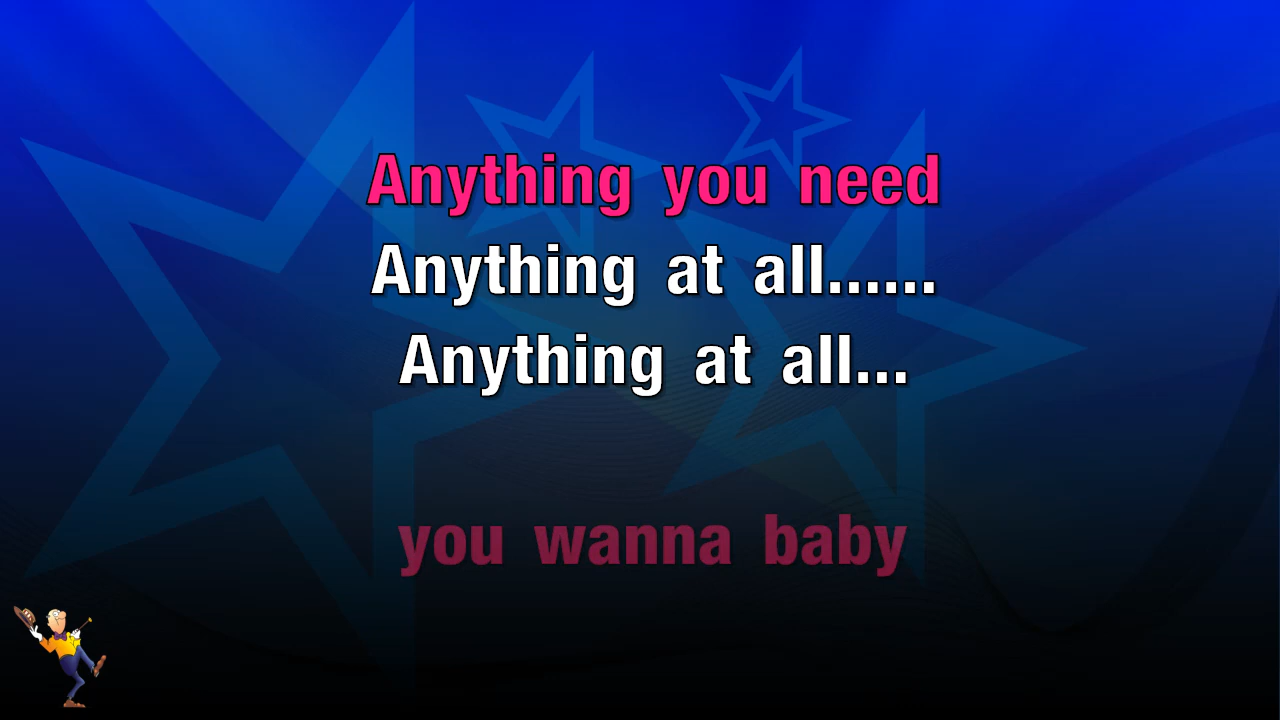 Anything you need
Anything at all......
Anything at all...
you wanna baby